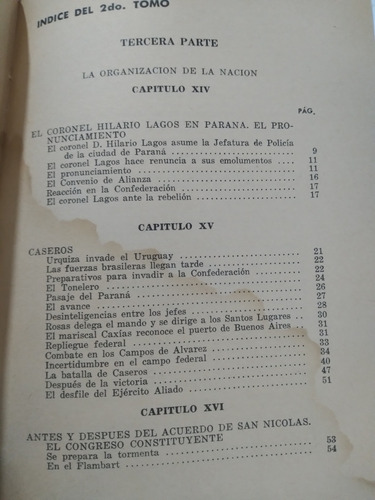 INDICE DEL 2do. TOMO
TERCERA PARTE
LA ORGANIZACION DE LA NACION
CAPITULO XIV
PÁG.
EL CORONEL HILARIO LAGOS EN PARANA. EL PRO-
NUNCIAMIENTO
El coronel D. Hilario Lagos asume la Jefatura de Policía
de la ciudad de Paraná ........ 9
El coronel Lagos hace renuncia a sus emolumentos .... 11
El pronunciamiento ........ 11
El Convenio de Alianza ........ 16
Reacción en la Confederación ........ 17
El coronel Lagos ante la rebelión ........ 17
CAPITULO XV
CASEROS
Urquiza invade el Uruguay ........ 21
Las fuerzas brasileras llegan tarde ........ 22
Preparativos para invadir a la Confederación ........ 22
El Tonelero ........ 24
Pasaje del Paraná ........ 26
El avance ........ 27
Desinteligencias entre los jefes ........ 28
Rosas delega el mando y se dirige a los Santos Lugares .. 30
El mariscal Caxías reconoce el puerto de Buenos Aires .. 31
Repliegue federal ........ 31
Combate en los Campos de Alvarez ........ 33
Incertidumbre en el campo federal ........ 34
La batalla de Caseros ........ 40
Después de la victoria ........ 47
El desfile del Ejército Aliado ........ 51
CAPITULO XVI
ANTES Y DESPUES DEL ACUERDO DE SAN NICOLAS.
EL CONGRESO CONSTITUYENTE
Se prepara la tormenta ........ 53
En el Flambart ........ 54